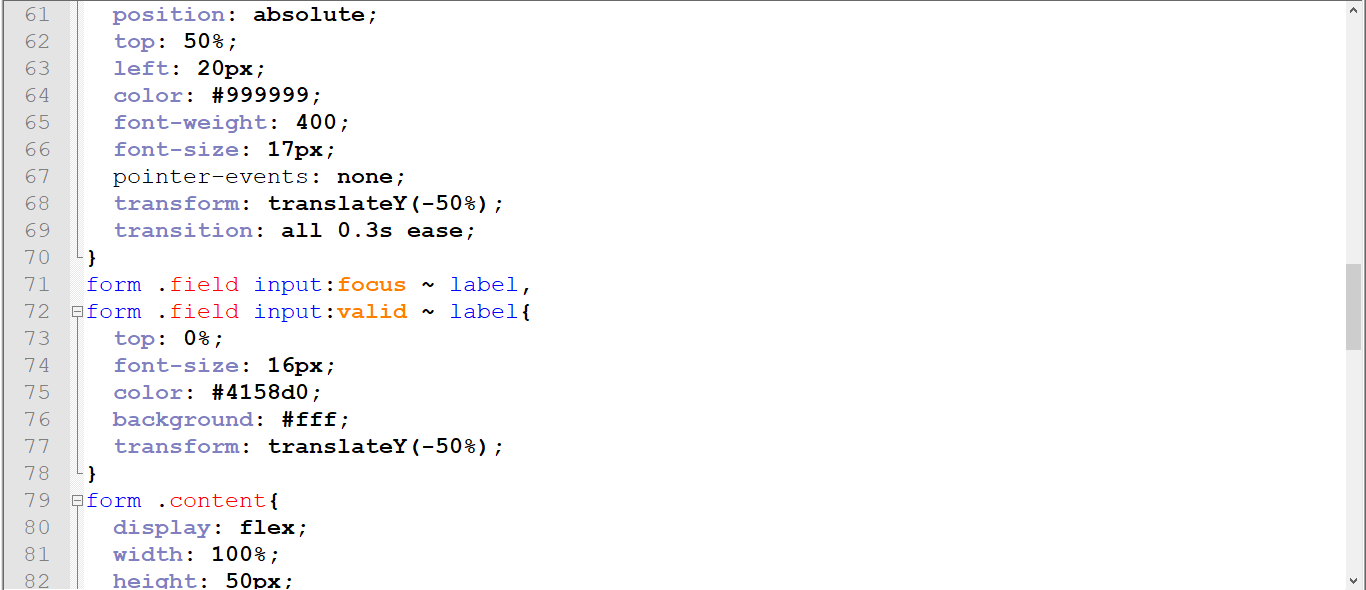 61 position: absolute;
62 top: 50%;
63 left: 20px;
64 color: #999999;
65 font-weight: 400;
66 font-size: 17px;
67 pointer-events: none;
68 transform: translateY(-50%);
69 transition: all 0.3s ease;
70 }
71 form .field input:focus ~ label,
72 form .field input:valid ~ label{
73 top: 0%;
74 font-size: 16px;
75 color: #4158d0;
76 background: #fff;
77 transform: translateY(-50%);
78 }
79 form .content{
80 display: flex;
81 width: 100%;
82 height: 50px;